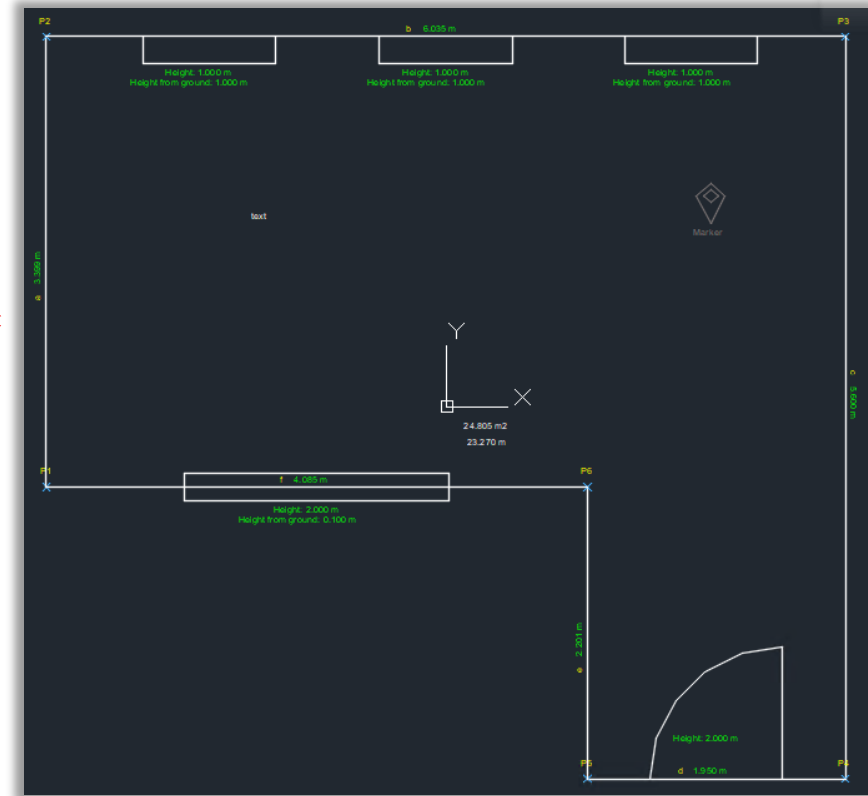 P2
b 6.035 m
P3
Height: 1.000 m
Height from ground: 1.000 m
Height: 1.000 m
Height from ground: 1.000 m
Height: 1.000 m
Height from ground: 1.000 m
text
Marker
a 3.399 m
Y
X
c 5.600 m
24.805 m2
23.270 m
P1
f 4.085 m
P6
Height: 2.000 m
Height from ground: 0.100 m
e 2.201 m
Height: 2.000 m
P5
d 1.950 m
P4